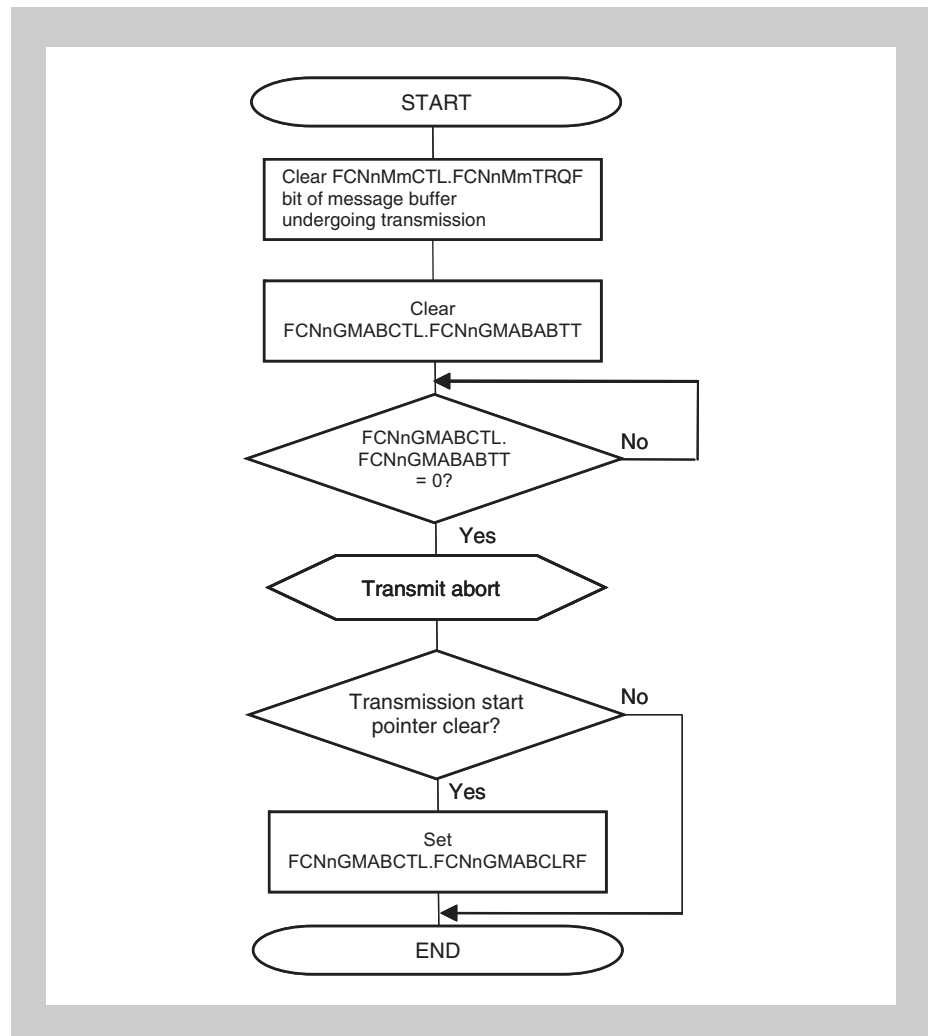 START
Clear FCNnMmCTL.FCNnMmTRQF
bit of message buffer
undergoing transmission
Clear
FCNnGMABCTL.FCNnGMABABTT
FCNnGMABCTL.
FCNnGMABABTT
= 0?
No
Yes
Transmit abort
Transmission start
pointer clear?
No
Yes
Set
FCNnGMABCTL.FCNnGMABCLRF
END